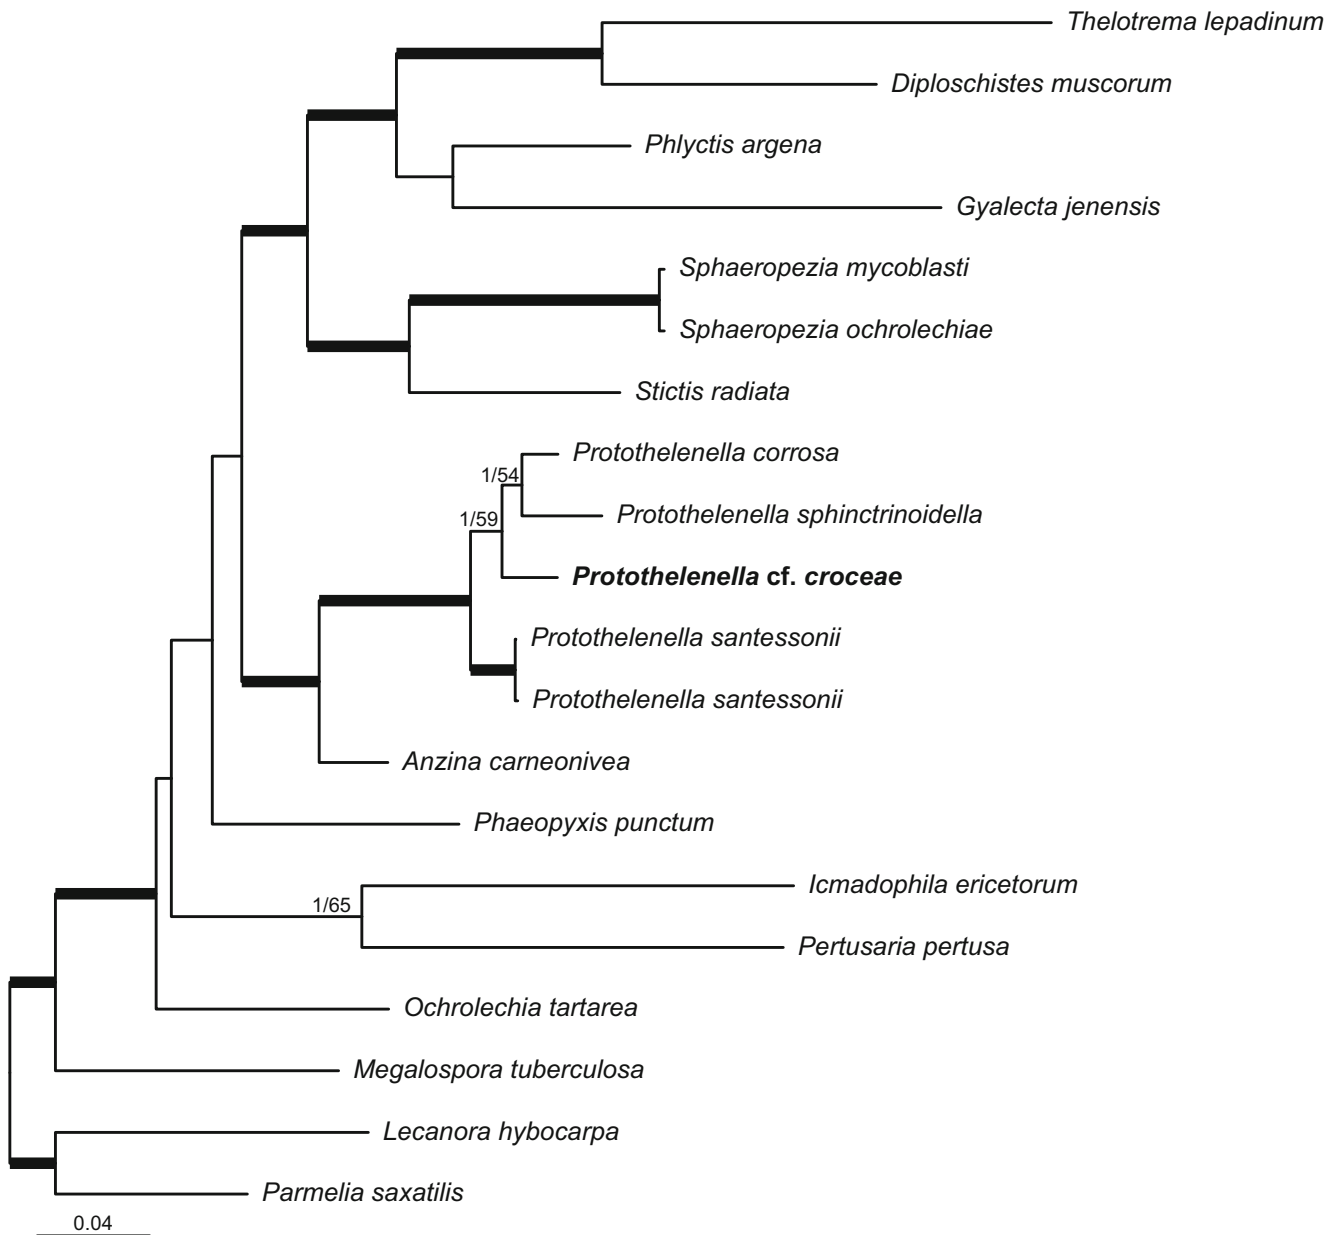 Thelotrema lepadinum
Diploschistes muscorum
Phlyctis argena
Gyalecta jenensis
Sphaeropezia mycoblasti
Sphaeropezia ochrolechiae
Stictis radiata
Protothelenella corrosa
1/54
Protothelenella sphinctrinoidella
1/59
Protothelenella cf. croceae
Protothelenella santessonii
Protothelenella santessonii
Anzina carneonivea
Phaeopyxis punctum
Icmadophila ericetorum
1/65
Pertusaria pertusa
Ochrolechia tartarea
Megalospora tuberculosa
Lecanora hybocarpa
Parmelia saxatilis
0.04